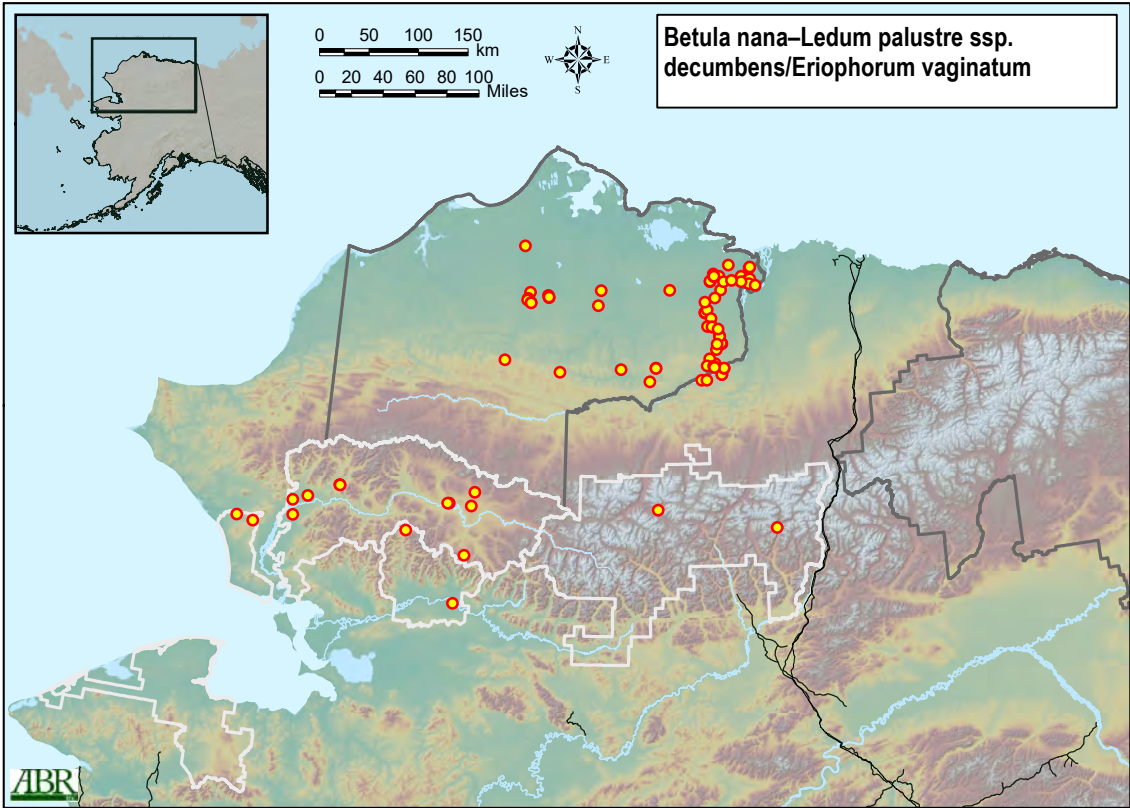 0 50 100 150
km
0 20 40 60 80 100
Miles
N
W E
S
Betula nana–Ledum palustre ssp.
decumbens/Eriophorum vaginatum
ABR